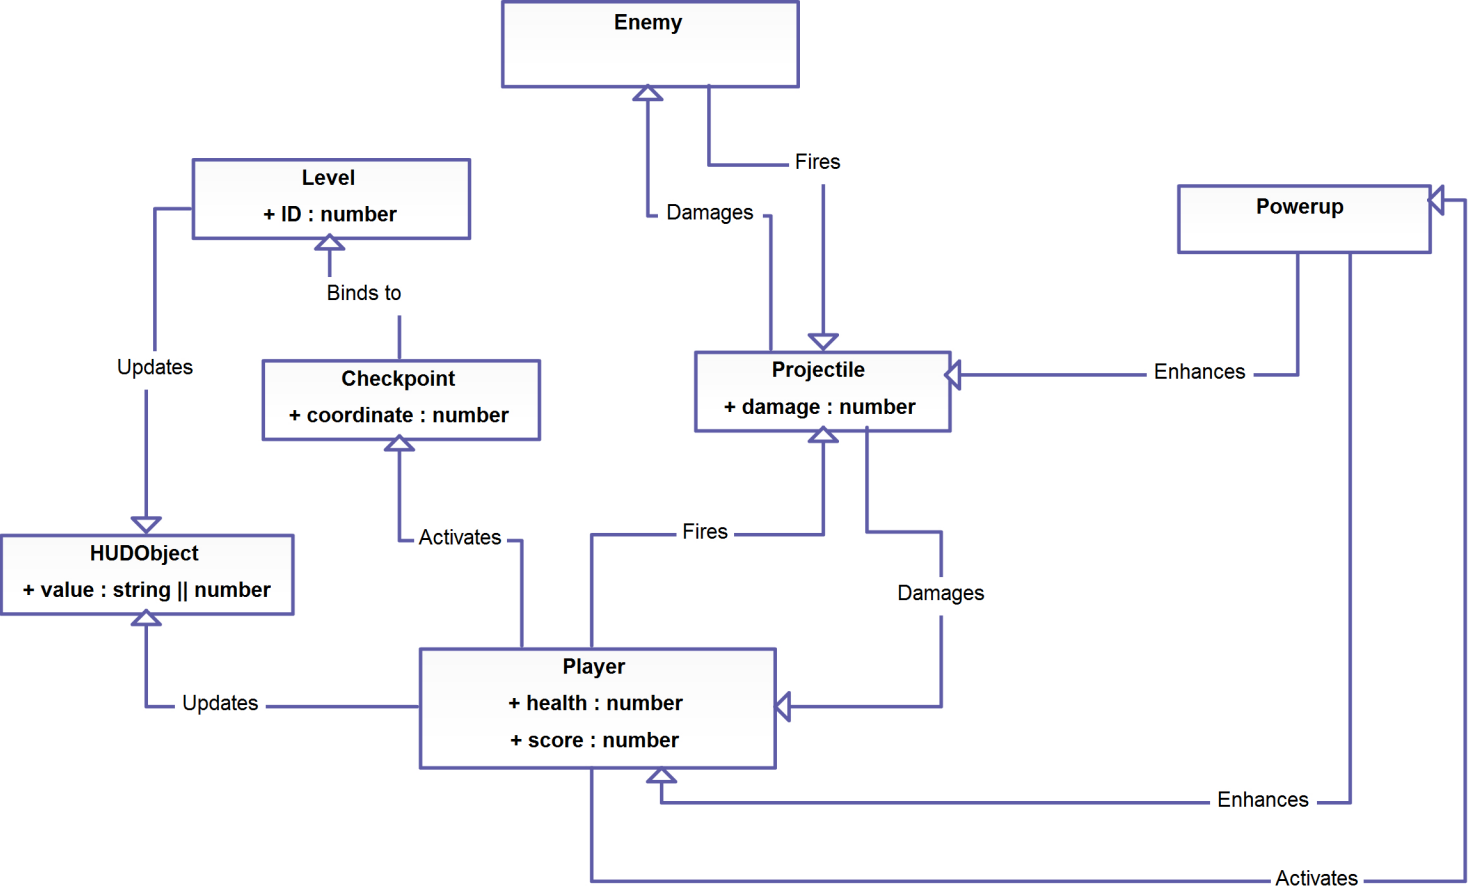 Enemy
Fires
Level
+ ID : number
Powerup
Damages
Binds to
Updates
Projectile
+ damage : number
Enhances
Checkpoint
+ coordinate : number
Fires
Activates
HUDObject
+ value : string || number
Damages
Player
+ health : number
+ score : number
Updates
Enhances
Activates